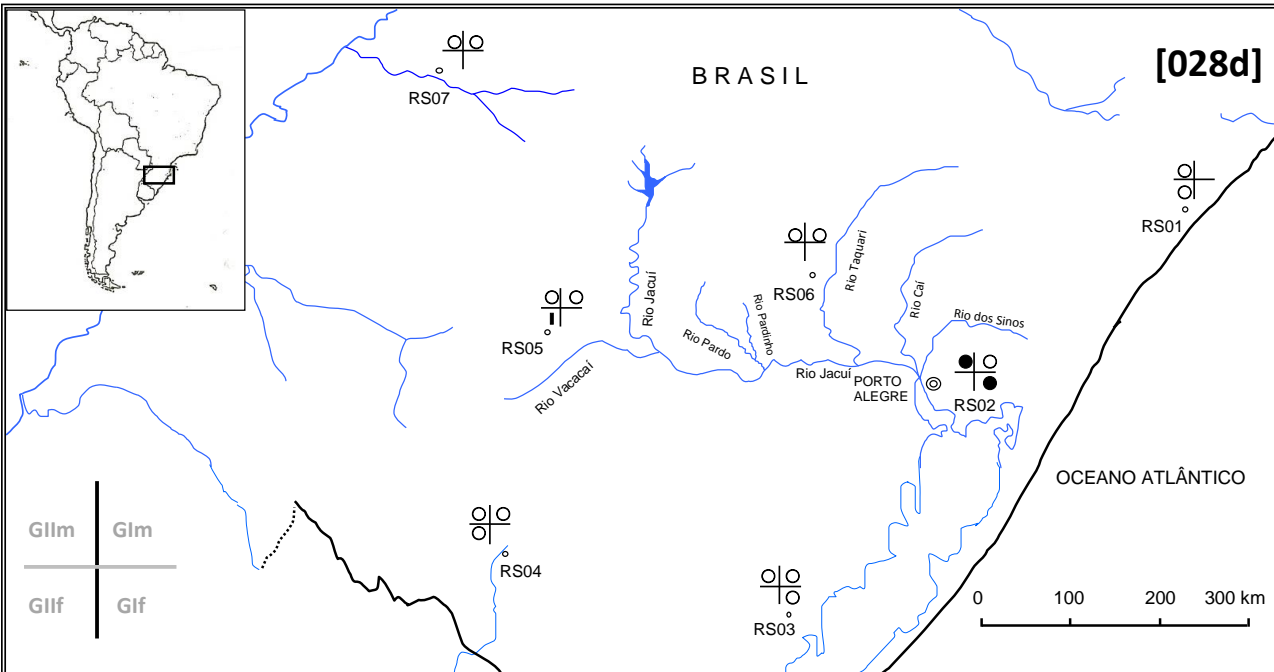 [028d]
BRASIL
RS07
RS01
RS06
Rio Taquari
Rio Caí
Rio dos Sinos
Rio Jacuí
RS05
Rio Pardo
Rio Pardinho
Rio Vacacaí
Rio Jacuí
PORTO
ALEGRE
RS02
OCEANO ATLÂNTICO
GIIm
GIm
GIIf
GIf
RS04
RS03
0 100 200 300 km